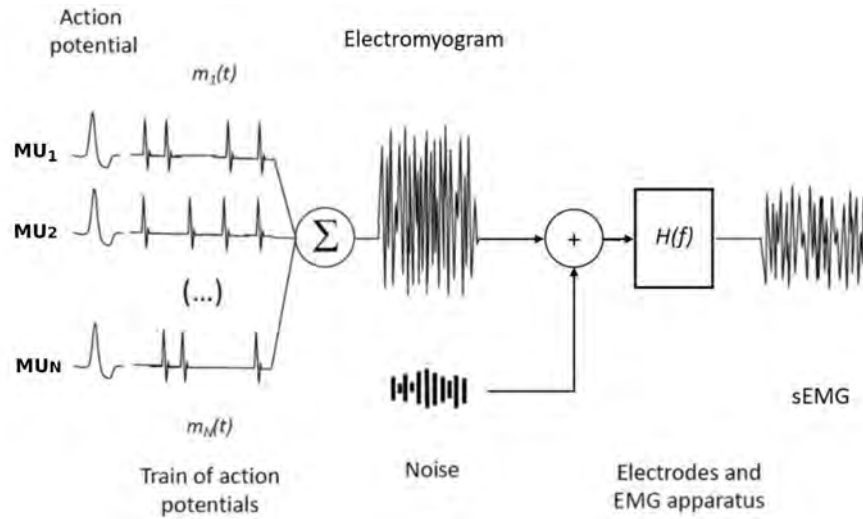 Action
potential
Electromyogram
m₁(t)
MU₁
MU₂
Σ
+
H(f)
(...)
MUN
sEMG
mN(t)
Noise
Train of action
potentials
Electrodes and
EMG apparatus